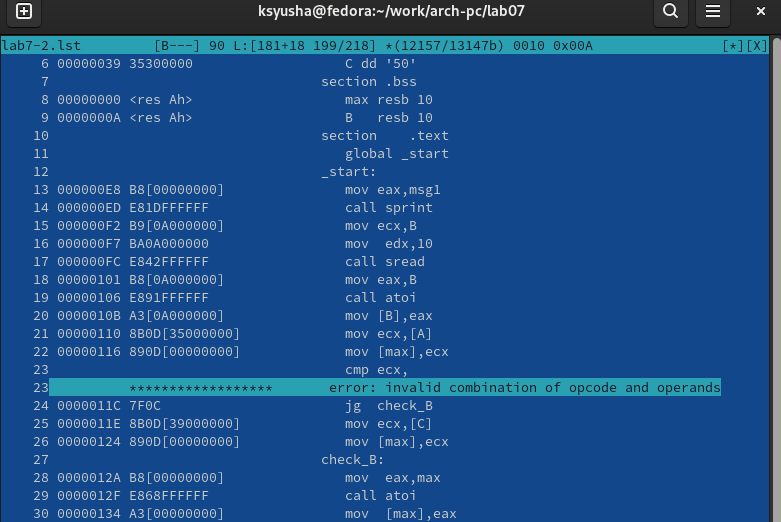 ksyusha@fedora:~/work/arch-pc/lab07
lab7-2.lst [B---] 90 L:[181+18 199/218] *(12157/13147b) 0010 0x00A [*][X]
6 00000039 35300000 C dd '50'
7 section .bss
8 00000000 <res Ah> max resb 10
9 0000000A <res Ah> B resb 10
10 section .text
11 global _start
12 _start:
13 000000E8 B8[00000000] mov eax,msg1
14 000000ED E81DFFFFFF call sprint
15 000000F2 B9[0A000000] mov ecx,B
16 000000F7 BA0A000000 mov edx,10
17 000000FC E842FFFFFF call sread
18 00000101 B8[0A000000] mov eax,B
19 00000106 E891FFFFFF call atoi
20 0000010B A3[0A000000] mov [B],eax
21 00000110 8B0D[35000000] mov ecx,[A]
22 00000116 890D[00000000] mov [max],ecx
23 cmp ecx,
23 ****************** error: invalid combination of opcode and operands
24 0000011C 7F0C jg check_B
25 0000011E 8B0D[39000000] mov ecx,[C]
26 00000124 890D[00000000] mov [max],ecx
27 check_B:
28 0000012A B8[00000000] mov eax,max
29 0000012F E868FFFFFF call atoi
30 00000134 A3[00000000] mov [max],eax